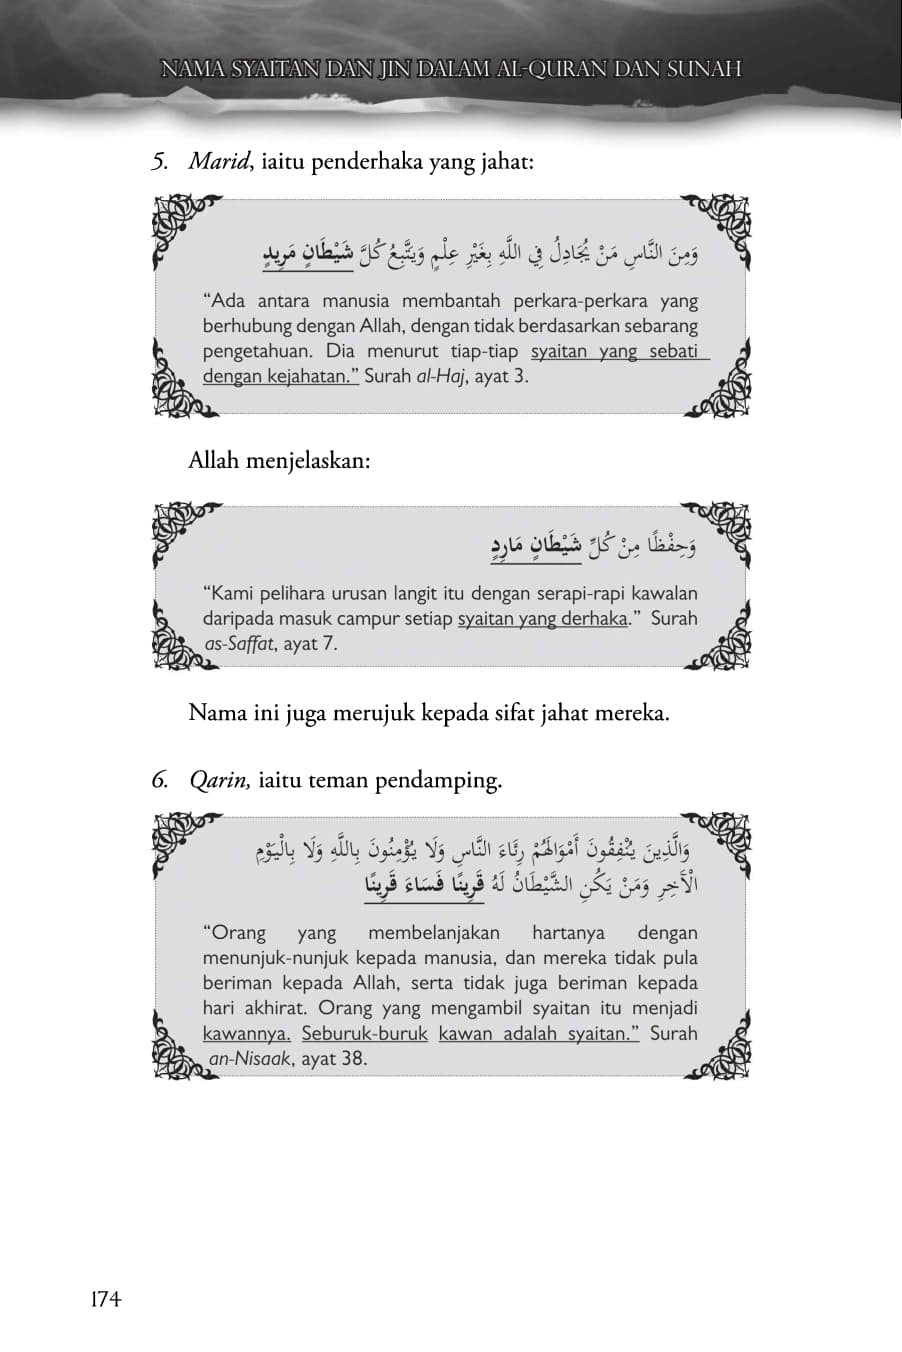 NAMA SYAITAN DAN JIN DALAM AL-QURAN DAN SUNAH
5. Marid, iaitu penderhaka yang jahat:
وَمِنَ النَّاسِ مَنْ يُجَادِلُ فِي اللَّهِ بِغَيْرِ عِلْمٍ وَيَتَّبِعُ كُلَّ شَيْطَانٍ مَرِيدٍ
“Ada antara manusia membantah perkara-perkara yang
berhubung dengan Allah, dengan tidak berdasarkan sebarang
pengetahuan. Dia menurut tiap-tiap syaitan yang sebati
dengan kejahatan.” Surah al-Haj, ayat 3.
Allah menjelaskan:
وَحِفْظًا مِنْ كُلِّ شَيْطَانٍ مَارِدٍ
“Kami pelihara urusan langit itu dengan serapi-rapi kawalan
daripada masuk campur setiap syaitan yang derhaka.” Surah
as-Saffat, ayat 7.
Nama ini juga merujuk kepada sifat jahat mereka.
6. Qarin, iaitu teman pendamping.
وَالَّذِينَ يُنْفِقُونَ أَمْوَالَهُمْ رِئَاءَ النَّاسِ وَلَا يُؤْمِنُونَ بِاللَّهِ وَلَا بِالْيَوْمِ
الْآَخِرِ وَمَنْ يَكُنِ الشَّيْطَانُ لَهُ قَرِينًا فَسَاءَ قَرِينًا
“Orang yang membelanjakan hartanya dengan
menunjuk-nunjuk kepada manusia, dan mereka tidak pula
beriman kepada Allah, serta tidak juga beriman kepada
hari akhirat. Orang yang mengambil syaitan itu menjadi
kawannya. Seburuk-buruk kawan adalah syaitan.” Surah
an-Nisaak, ayat 38.
174